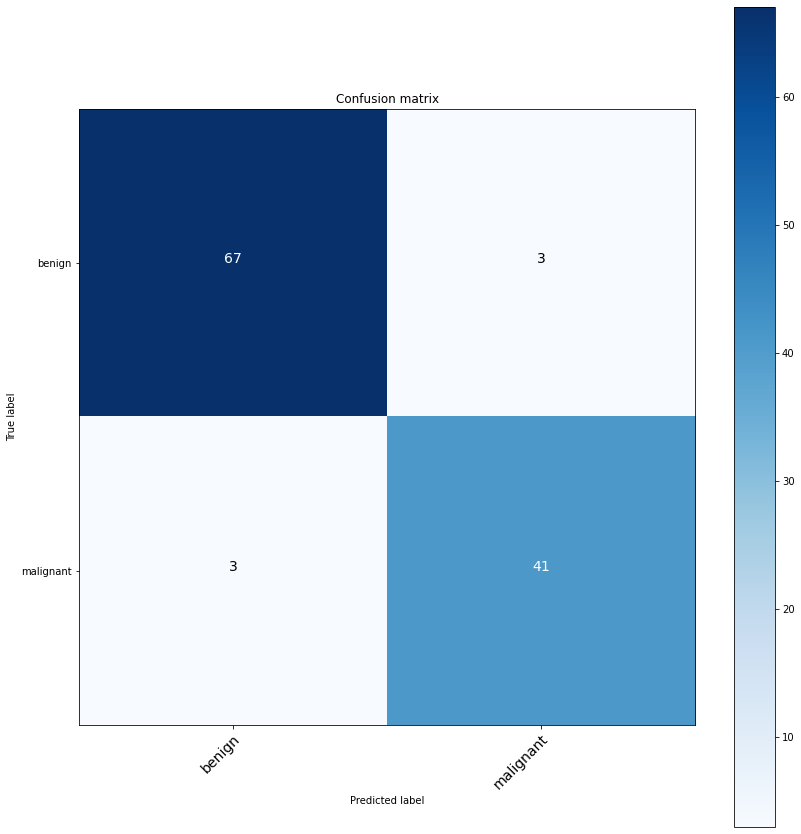 Confusion matrix
benign
67
3
malignant
3
41
benign
malignant
True label
Predicted label
60
50
40
30
20
10